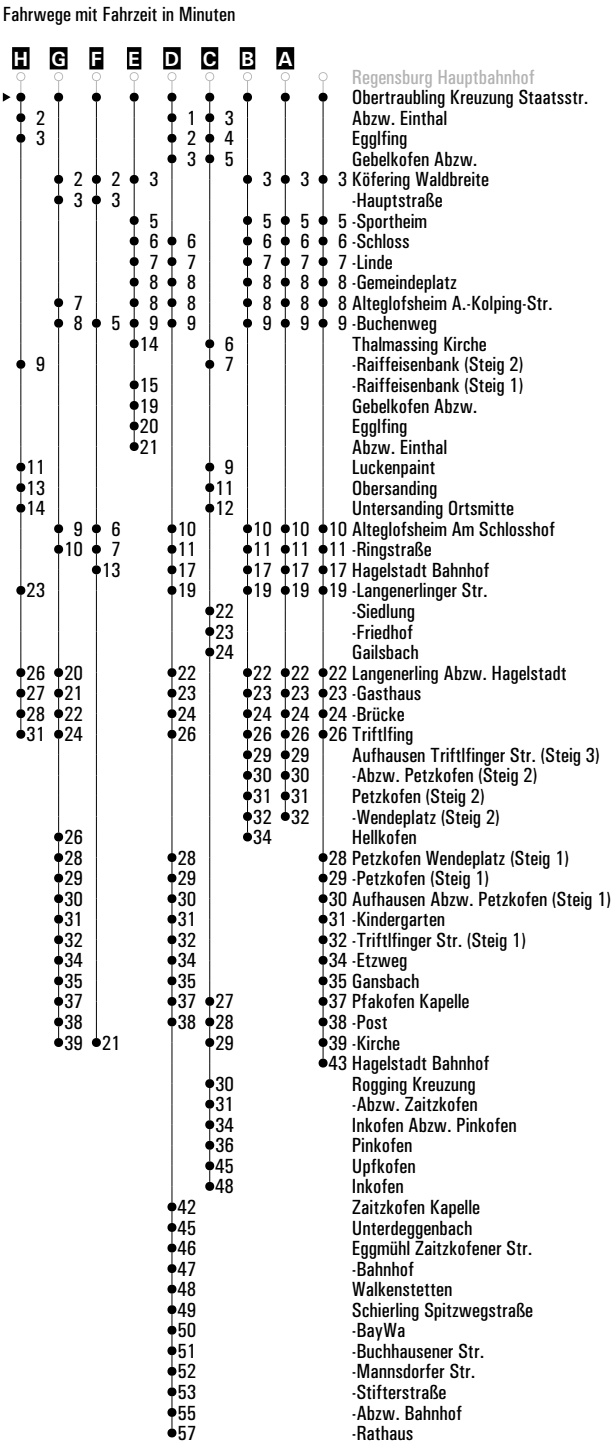 Fahrwege mit Fahrzeit in Minuten
H G F E D C B A
Regensburg Hauptbahnhof
Obertraubling Kreuzung Staatsstr.
2 1 3 Abzw. Einthal
3 2 4 Egglfing
3 5 Gebelkofen Abzw.
2 2 3 3 3 3 Köfering Waldbreite
3 3 -Hauptstraße
5 5 5 5 -Sportheim
6 6 6 6 6 -Schloss
7 7 7 7 7 -Linde
8 8 8 8 8 -Gemeindeplatz
7 8 8 8 8 8 Alteglofsheim A.-Kolping-Str.
8 5 9 9 9 9 9 -Buchenweg
14 6 Thalmassing Kirche
9 7 -Raiffeisenbank (Steig 2)
15 -Raiffeisenbank (Steig 1)
19 Gebelkofen Abzw.
20 Egglfing
21 Abzw. Einthal
11 9 Luckenpaint
13 11 Obersanding
14 12 Untersanding Ortsmitte
9 6 10 10 10 10 Alteglofsheim Am Schlosshof
10 7 11 11 11 11 -Ringstraße
13 17 17 17 17 Hagelstadt Bahnhof
23 19 19 19 19 -Langenerlinger Str.
22 -Siedlung
23 -Friedhof
24 Gailsbach
26 20 22 22 22 22 Langenerling Abzw. Hagelstadt
27 21 23 23 23 23 -Gasthaus
28 22 24 24 24 24 -Brücke
31 24 26 26 26 26 Triftlfing
29 29 Aufhausen Triftlfinger Str. (Steig 3)
30 30 -Abzw. Petzkofen (Steig 2)
31 31 Petzkofen (Steig 2)
32 32 -Wendeplatz (Steig 2)
26 34 Hellkofen
28 28 28 Petzkofen Wendeplatz (Steig 1)
29 29 29 -Petzkofen (Steig 1)
30 30 30 Aufhausen Abzw. Petzkofen (Steig 1)
31 31 31 -Kindergarten
32 32 32 -Triftlfinger Str. (Steig 1)
34 34 34 -Etzweg
35 35 35 Gansbach
37 37 27 37 Pfakofen Kapelle
38 38 28 38 -Post
39 21 29 39 -Kirche
43 Hagelstadt Bahnhof
30 Rogging Kreuzung
31 -Abzw. Zaitzkofen
34 Inkofen Abzw. Pinkofen
36 Pinkofen
45 Upfkofen
48 Inkofen
42 Zaitzkofen Kapelle
45 Unterdeggenbach
46 Eggmühl Zaitzkofener Str.
47 -Bahnhof
48 Walkenstetten
49 Schierling Spitzwegstraße
50 -BayWa
51 -Buchhausener Str.
52 -Mannsdorfer Str.
53 -Stifterstraße
55 -Abzw. Bahnhof
57 -Rathaus